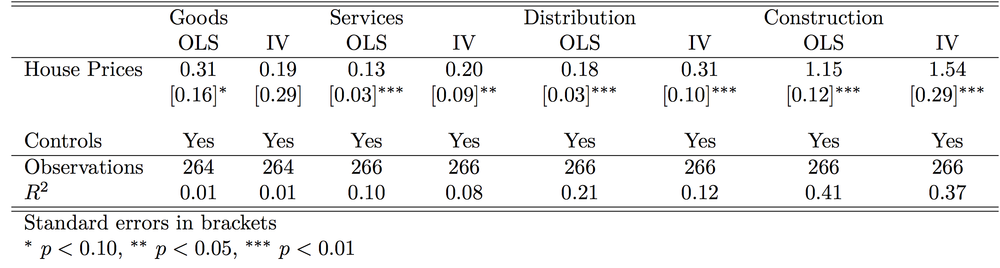 Goods Services Distribution Construction
OLS IV OLS IV OLS IV OLS IV
House Prices 0.31 0.19 0.13 0.20 0.18 0.31 1.15 1.54
[0.16]* [0.29] [0.03]*** [0.09]** [0.03]*** [0.10]*** [0.12]*** [0.29]***
Controls Yes Yes Yes Yes Yes Yes Yes Yes
Observations 264 264 266 266 266 266 266 266
R² 0.01 0.01 0.10 0.08 0.21 0.12 0.41 0.37
Standard errors in brackets
* p < 0.10, ** p < 0.05, *** p < 0.01